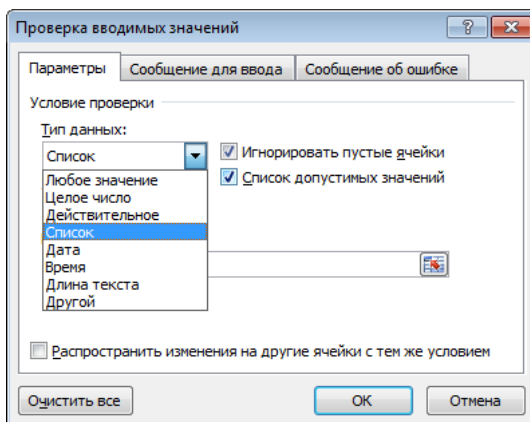 Проверка вводимых значений
Параметры Сообщение для ввода Сообщение об ошибке
Условие проверки
Тип данных:
Список Игнорировать пустые ячейки
Любое значение Список допустимых значений
Целое число
Действительное
Список
Дата
Время
Длина текста
Другой
Распространить изменения на другие ячейки с тем же условием
Очистить все ОК Отмена